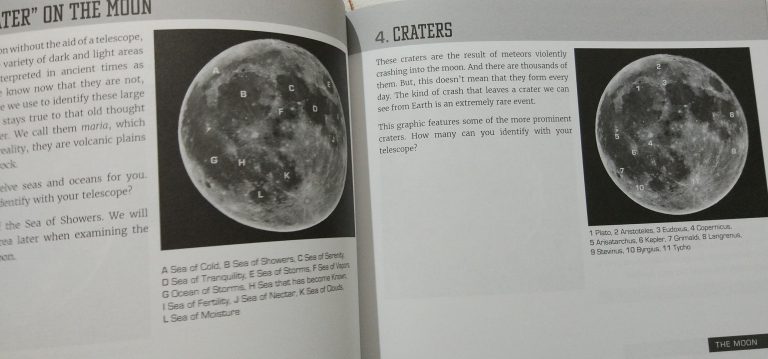 ATER" ON THE MOON
on without the aid of a telescope,
variety of dark and light areas
terpreted in ancient times as
know now that they are not,
e we use to identify these large
stays true to that old thought
er. We call them maria, which
reality, they are volcanic plains
ock.
elve seas and oceans for you.
dentify with your telescope?
the Sea of Showers. We will
ea later when examining the
oon.
A
B
C
E
F
D
G
H
K
L
A Sea of Cold, B Sea of Showers, C Sea of Serenity,
D Sea of Tranquility, E Sea of Storms, F Sea of Vapors
G Ocean of Storms, H Sea that has become Known,
I Sea of Fertility, J Sea of Nectar, K Sea of Clouds,
L Sea of Moisture
4. CRATERS
These craters are the result of meteors violently
crashing into the moon. And there are thousands of
them. But, this doesn't mean that they form every
day. The kind of crash that leaves a crater we can
see from Earth is an extremely rare event.
This graphic features some of the more prominent
craters. How many can you identify with your
telescope?
2
1
3
8
5
4
6
9
7
10
11
1 Plato, 2 Aristoteles, 3 Eudoxus, 4 Copernicus,
5 Arisatarchus, 6 Kepler, 7 Grimaldi, 8 Langrenus,
9 Stevinus, 10 Byrgius, 11 Tycho
THE MOON